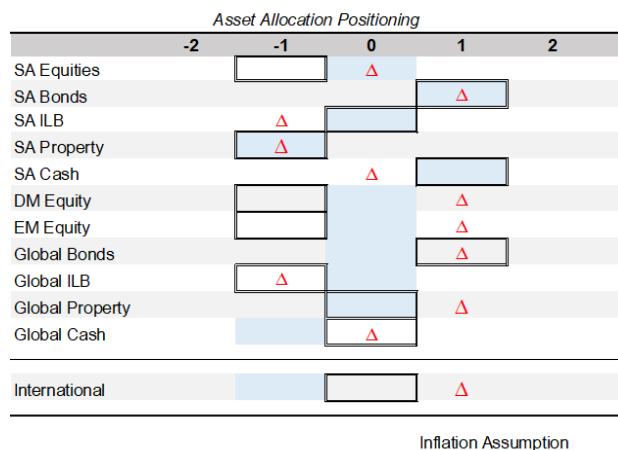 Asset Allocation Positioning
-2 -1 0 1 2
SA Equities Δ
SA Bonds Δ
SA ILB Δ
SA Property Δ
SA Cash Δ
DM Equity Δ
EM Equity Δ
Global Bonds Δ
Global ILB Δ
Global Property Δ
Global Cash Δ
International Δ
Inflation Assumption